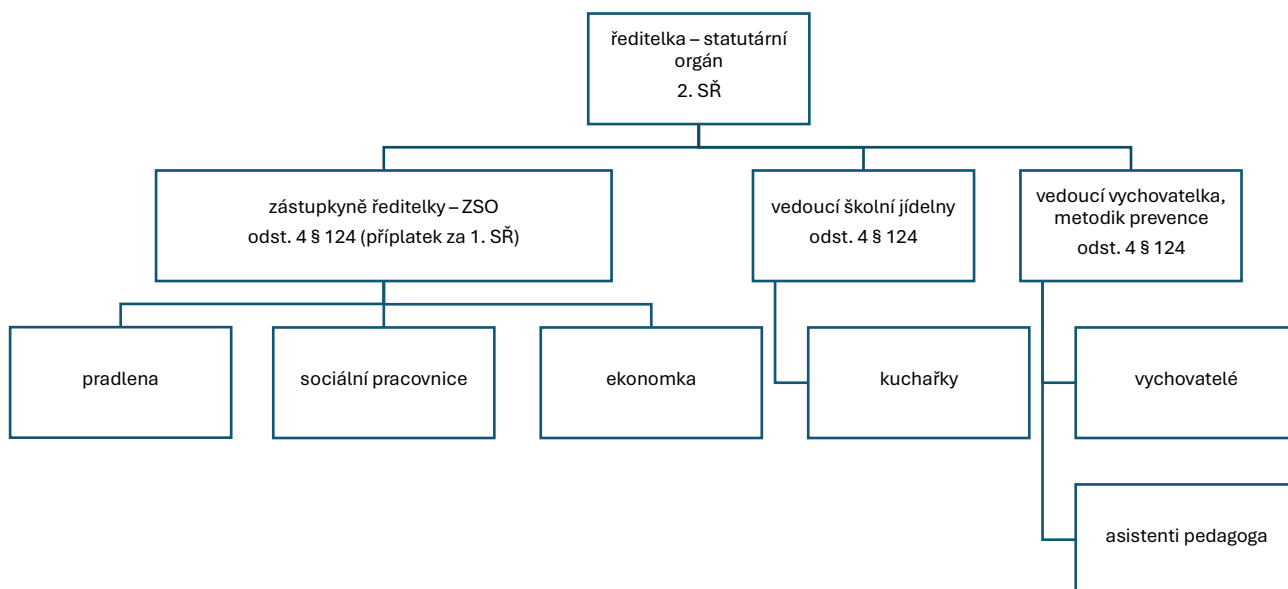 ředitelka – statutární
orgán
2. SŘ
zástupkyně ředitelky – ZSO
odst. 4 § 124 (příplatek za 1. SŘ)
vedoucí školní jídelny
odst. 4 § 124
vedoucí vychovatelka,
metodik prevence
odst. 4 § 124
pradlena
sociální pracovnice
ekonomka
kuchařky
vychovatelé
asistenti pedagoga